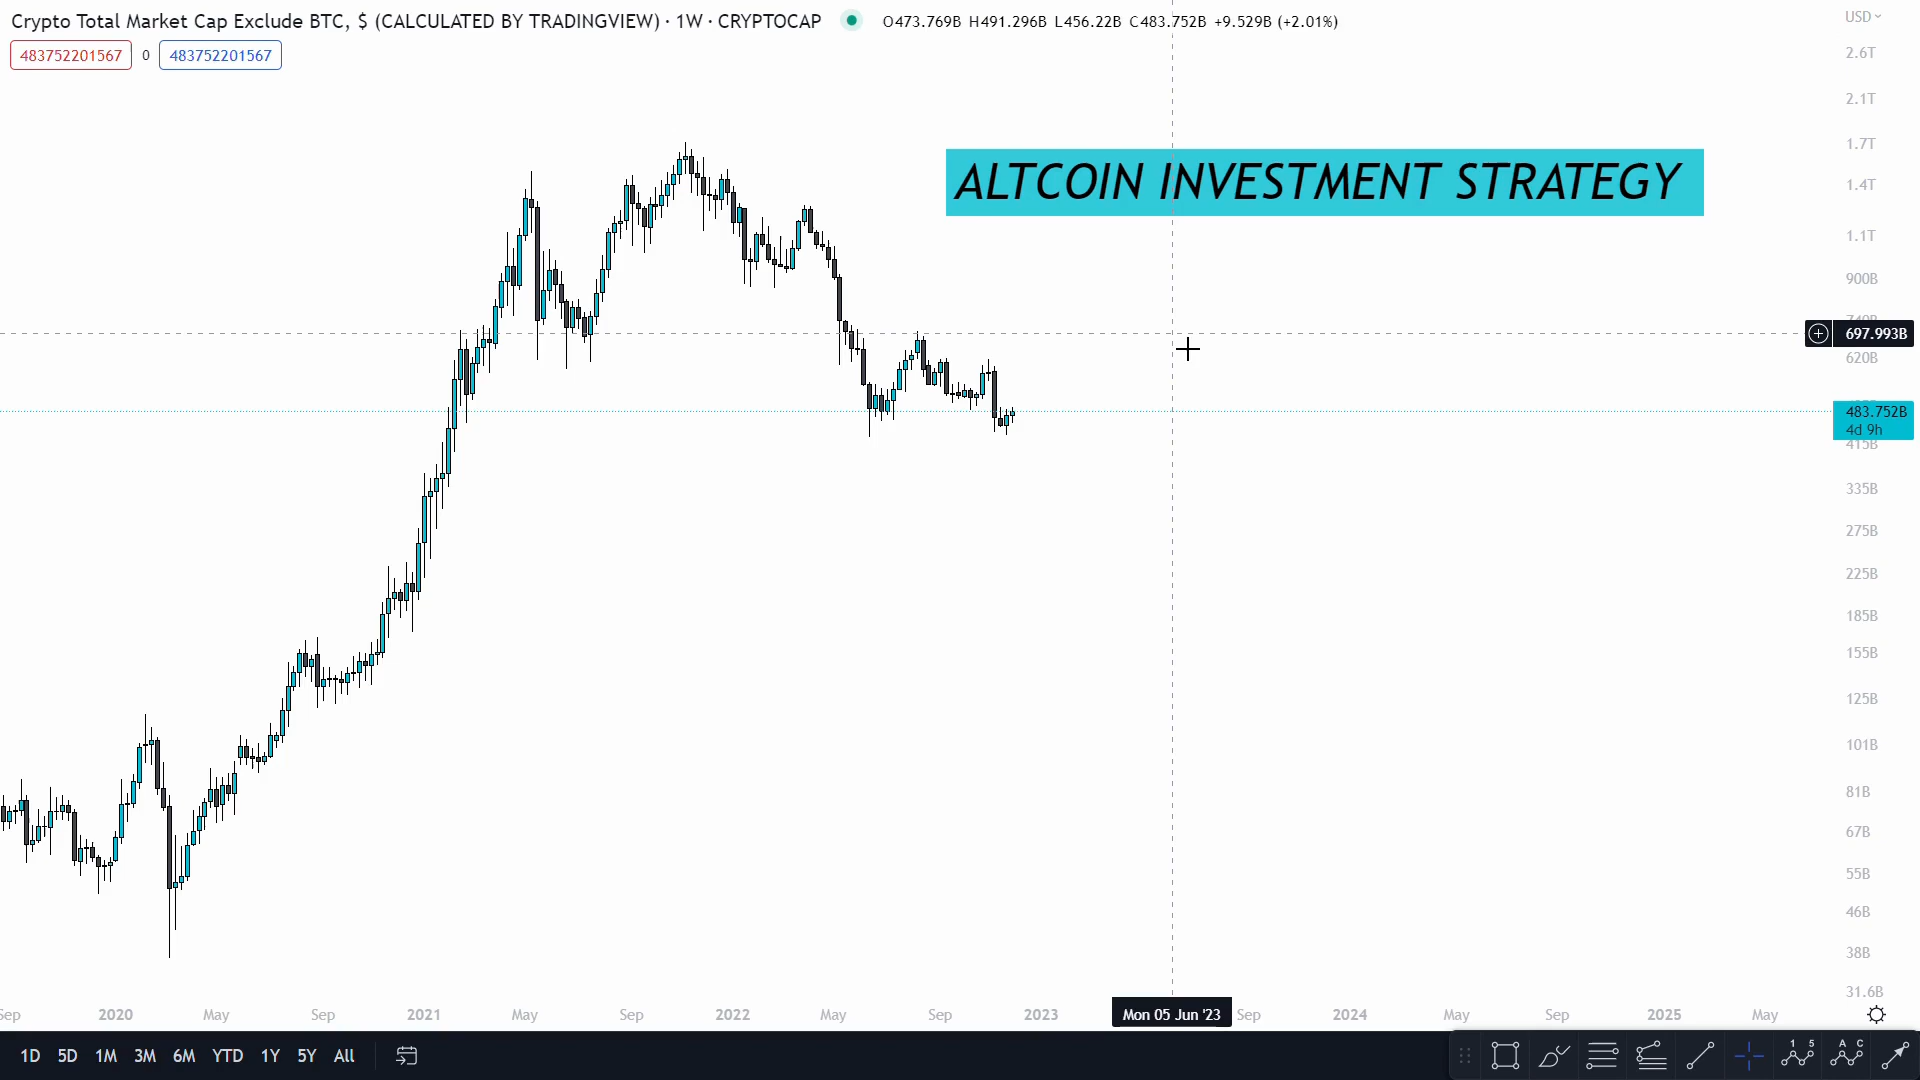 Crypto Total Market Cap Exclude BTC, $ (CALCULATED BY TRADINGVIEW) · 1W · CRYPTOCAP O473.769B H491.296B L456.22B C483.752B +9.529B (+2.01%)
USD
483752201567 0 483752201567
2.6T
2.1T
1.7T
ALTCOIN INVESTMENT STRATEGY
1.4T
1.1T
900B
697.993B
620B
483.752B
4d 9h
415B
335B
275B
225B
185B
155B
125B
101B
81B
67B
55B
46B
38B
31.6B
Sep 2020 May Sep 2021 May Sep 2022 May Sep 2023 Mon 05 Jun '23 Sep 2024 May Sep 2025 May
1D 5D 1M 3M 6M YTD 1Y 5Y All
1 5 A C